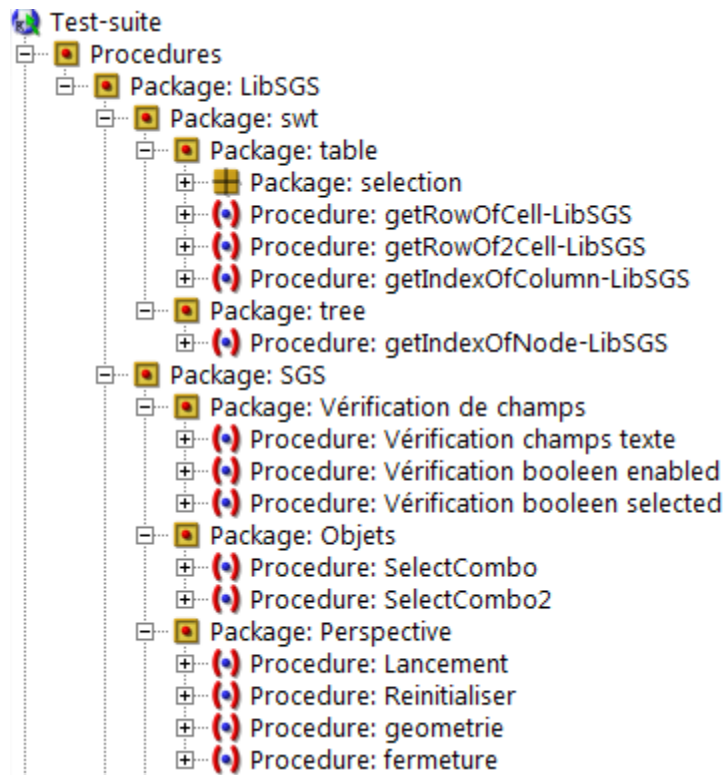 Test-suite
Procedures
Package: LibSGS
Package: swt
Package: table
Package: selection
Procedure: getRowOfCell-LibSGS
Procedure: getRowOf2Cell-LibSGS
Procedure: getIndexOfColumn-LibSGS
Package: tree
Procedure: getIndexOfNode-LibSGS
Package: SGS
Package: Vérification de champs
Procedure: Vérification champs texte
Procedure: Vérification booleen enabled
Procedure: Vérification booleen selected
Package: Objets
Procedure: SelectCombo
Procedure: SelectCombo2
Package: Perspective
Procedure: Lancement
Procedure: Reinitialiser
Procedure: geometrie
Procedure: fermeture